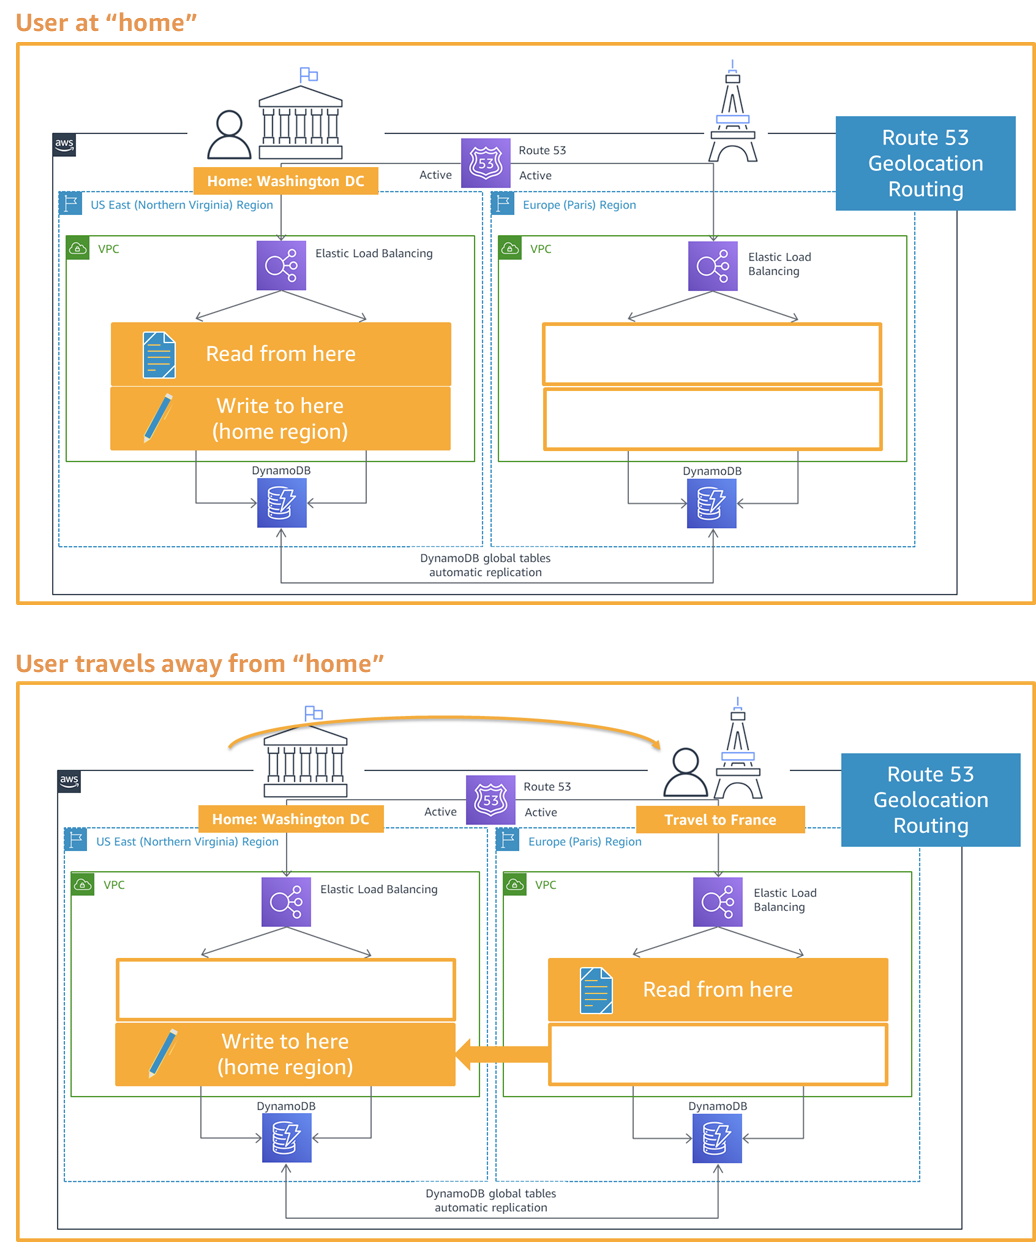 User at “home”
aws
Route 53
Geolocation
Routing
Route 53
Active
Active
53
Home: Washington DC
US East (Northern Virginia) Region
Europe (Paris) Region
VPC
Elastic Load Balancing
VPC
Elastic Load
Balancing
Read from here
Write to here
(home region)
DynamoDB
DynamoDB
DynamoDB global tables
automatic replication
User travels away from “home”
aws
Route 53
Geolocation
Routing
Route 53
Active
Active
53
Home: Washington DC
Travel to France
US East (Northern Virginia) Region
Europe (Paris) Region
VPC
Elastic Load Balancing
VPC
Elastic Load
Balancing
Read from here
Write to here
(home region)
DynamoDB
DynamoDB
DynamoDB global tables
automatic replication